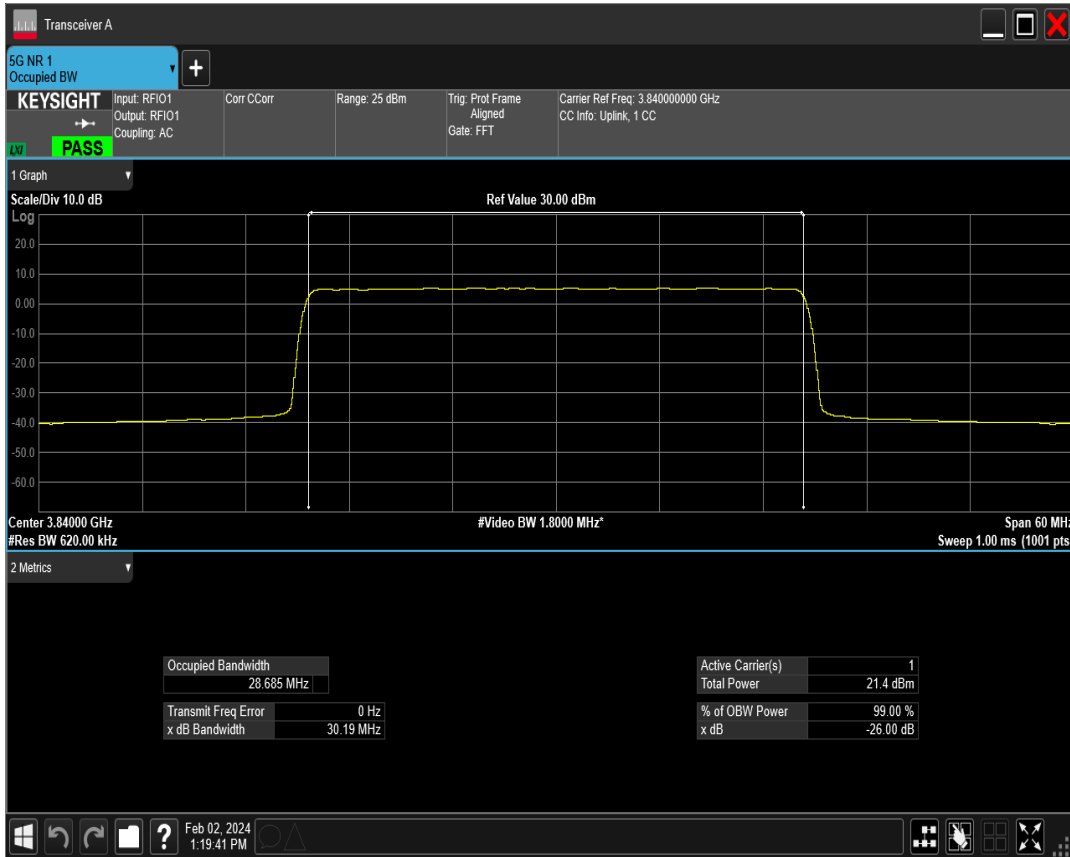 Transceiver A
5G NR 1
Occupied BW
KEYSIGHT
LXI
PASS
Input: RFIO1
Output: RFIO1
Coupling: AC
Corr CCorr
Range: 25 dBm
Trig: Prot Frame
Aligned
Gate: FFT
Carrier Ref Freq: 3.840000000 GHz
CC Info: Uplink, 1 CC
1 Graph
Scale/Div 10.0 dB
Ref Value 30.00 dBm
Log
20.0
10.0
0.00
-10.0
-20.0
-30.0
-40.0
-50.0
-60.0
Center 3.84000 GHz
#Video BW 1.8000 MHz*
Span 60 MHz
#Res BW 620.00 kHz
Sweep 1.00 ms (1001 pts
2 Metrics
Occupied Bandwidth
28.685 MHz
Transmit Freq Error 0 Hz
x dB Bandwidth 30.19 MHz
Active Carrier(s) 1
Total Power 21.4 dBm
% of OBW Power 99.00 %
x dB -26.00 dB
?
Feb 02, 2024
1:19:41 PM